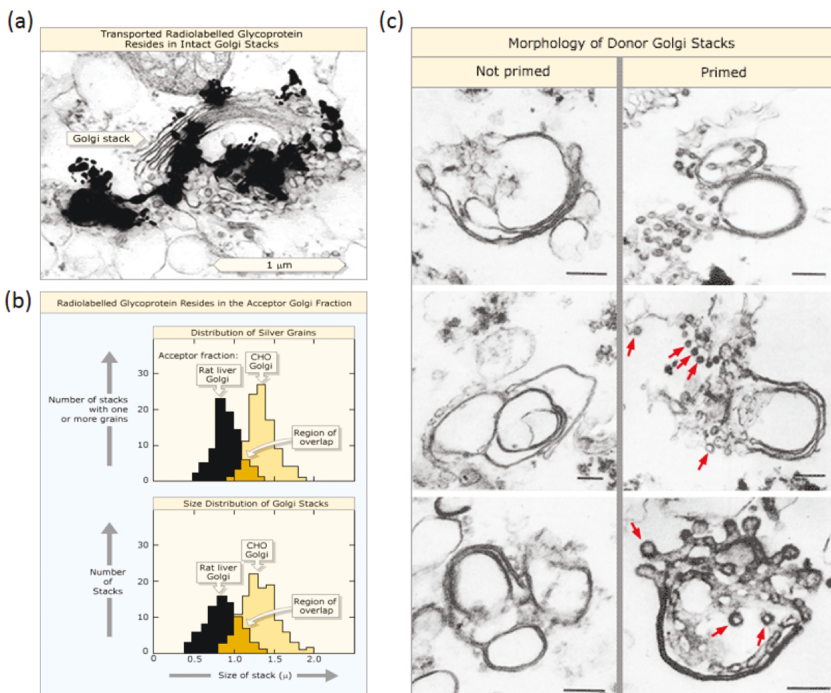 (a)
Transported Radiolabelled Glycoprotein
Resides in Intact Golgi Stacks
Golgi stack
1 μm
(b)
Radiolabelled Glycoprotein Resides in the Acceptor Golgi Fraction
Distribution of Silver Grains
Acceptor fraction:
Rat liver
Golgi
CHO
Golgi
Region of
overlap
Number of stacks
with one
or more grains
30
20
10
0
Size Distribution of Golgi Stacks
Rat liver
Golgi
CHO
Golgi
Region of
overlap
Number
of
Stacks
30
20
10
0
0
0.5
1.0
1.5
2.0
Size of stack (μ)
(c)
Morphology of Donor Golgi Stacks
Not primed
Primed